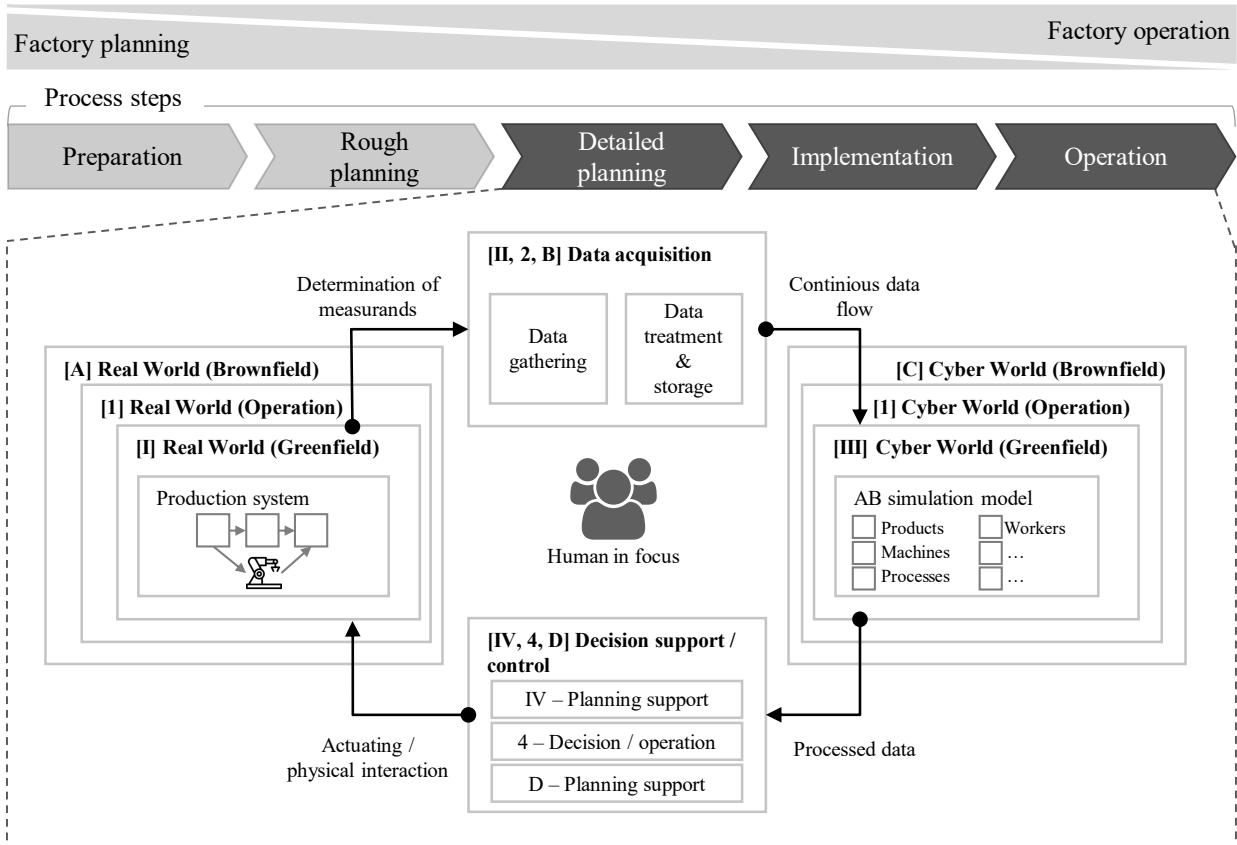 Factory planning
Factory operation
Process steps
Preparation
Rough
planning
Detailed
planning
Implementation
Operation
[II, 2, B] Data acquisition
Data
gathering
Data
treatment
&
storage
Determination of
measurands
Continious data
flow
[A] Real World (Brownfield)
[1] Real World (Operation)
[I] Real World (Greenfield)
Production system
[C] Cyber World (Brownfield)
[1] Cyber World (Operation)
[III] Cyber World (Greenfield)
AB simulation model
Products
Workers
Machines
…
Processes
…
Human in focus
[IV, 4, D] Decision support /
control
IV – Planning support
4 – Decision / operation
D – Planning support
Actuating /
physical interaction
Processed data